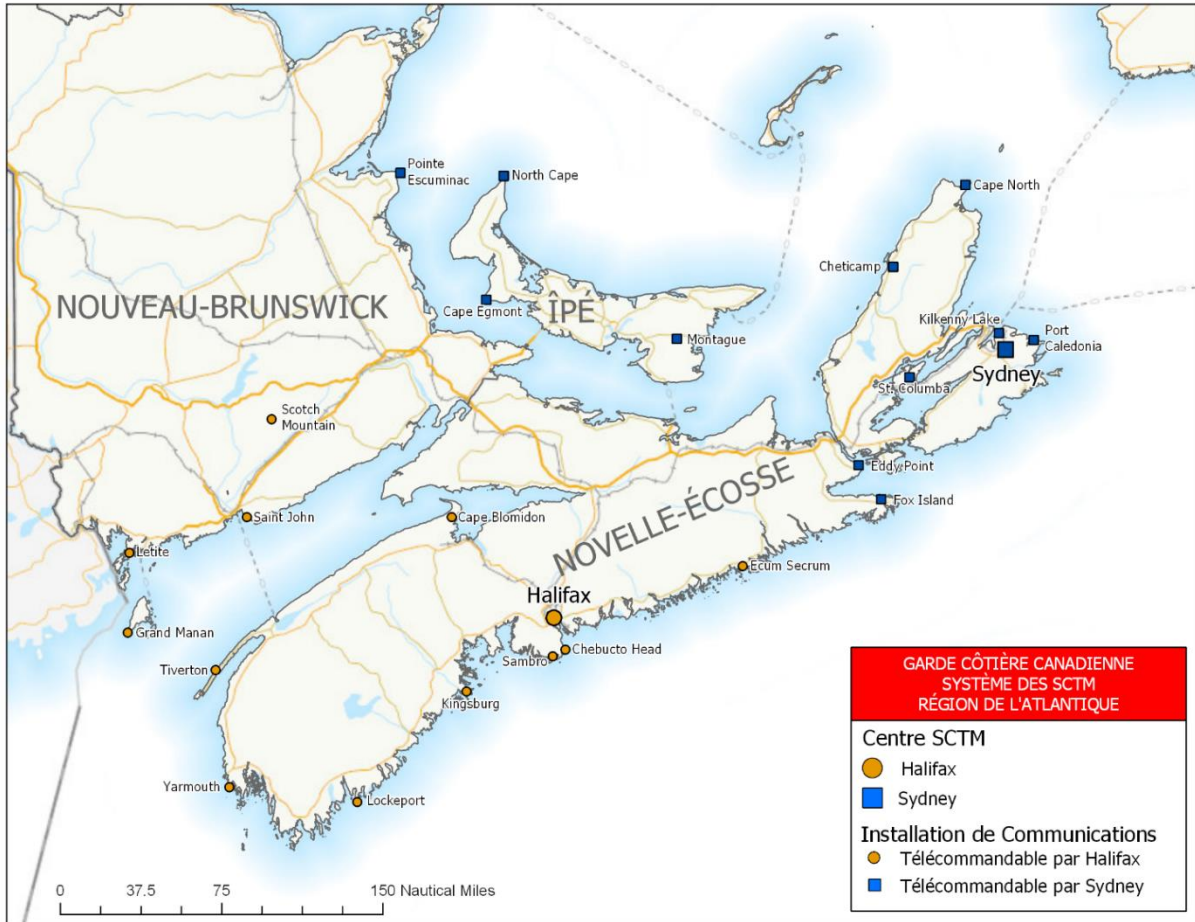 Pointe
Escuminac
North Cape
Cape North
Cheticamp
NOUVEAU-BRUNSWICK
Cape Egmont
ÎPÉ
Montague
Kilkenny Lake
Port
Caledonia
Sydney
St. Columba
Scotch
Mountain
Eddy Point
Fox Island
NOVELLE-ÉCOSSE
Saint John
Cape Blomidon
Letite
Ecum Secrum
Halifax
Grand Manan
Chebucto Head
Sambro
Tiverton
Kingsburg
Yarmouth
Lockeport
0 37.5 75 150 Nautical Miles
GARDE CÔTIÈRE CANADIENNE
SYSTÈME DES SCTM
RÉGION DE L'ATLANTIQUE
Centre SCTM
Halifax
Sydney
Installation de Communications
Télécommandable par Halifax
Télécommandable par Sydney